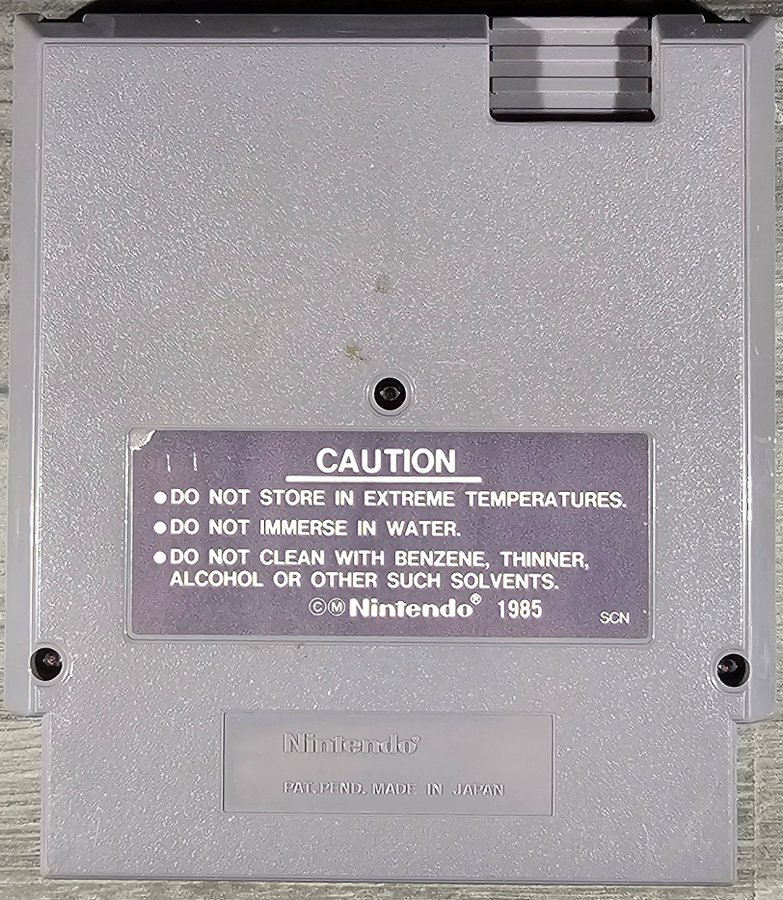 CAUTION
●DO NOT STORE IN EXTREME TEMPERATURES.
●DO NOT IMMERSE IN WATER.
●DO NOT CLEAN WITH BENZENE, THINNER,
ALCOHOL OR OTHER SUCH SOLVENTS.
©Ⓜ Nintendo® 1985
SCN
Nintendo®
PAT.PEND. MADE IN JAPAN